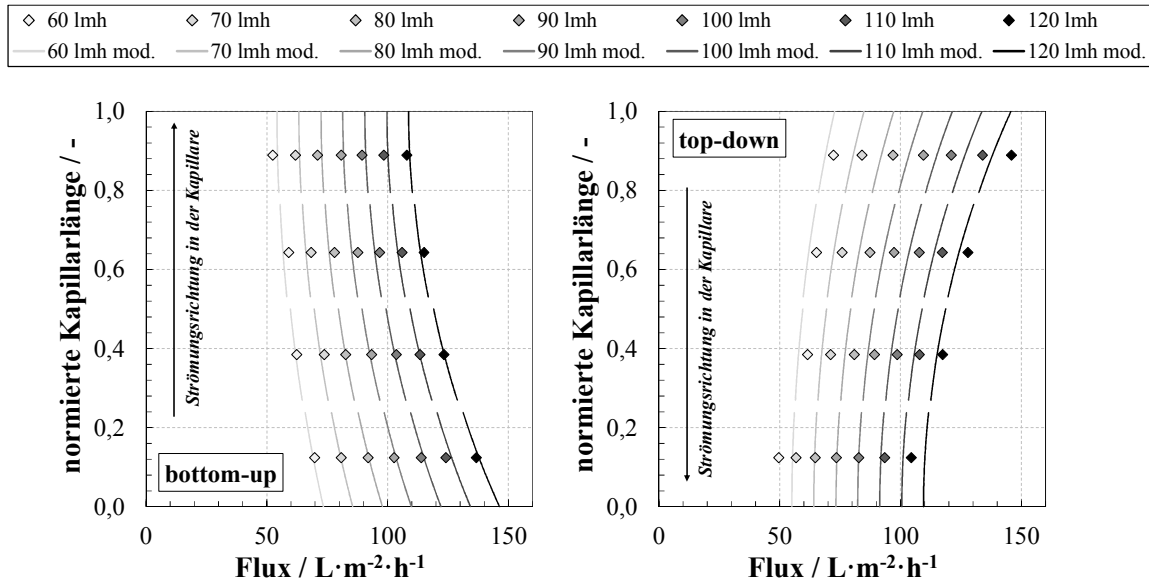 60 lmh 70 lmh 80 lmh 90 lmh 100 lmh 110 lmh 120 lmh
60 lmh mod. 70 lmh mod. 80 lmh mod. 90 lmh mod. 100 lmh mod. 110 lmh mod. 120 lmh mod.
normierte Kapillarlänge / -
1,0
0,8
0,6
0,4
0,2
0,0
Strömungsrichtung in der Kapillare
bottom-up
0 50 100 150
Flux / L·m⁻²·h⁻¹
normierte Kapillarlänge / -
1,0
0,8
0,6
0,4
0,2
0,0
top-down
Strömungsrichtung in der Kapillare
0 50 100 150
Flux / L·m⁻²·h⁻¹